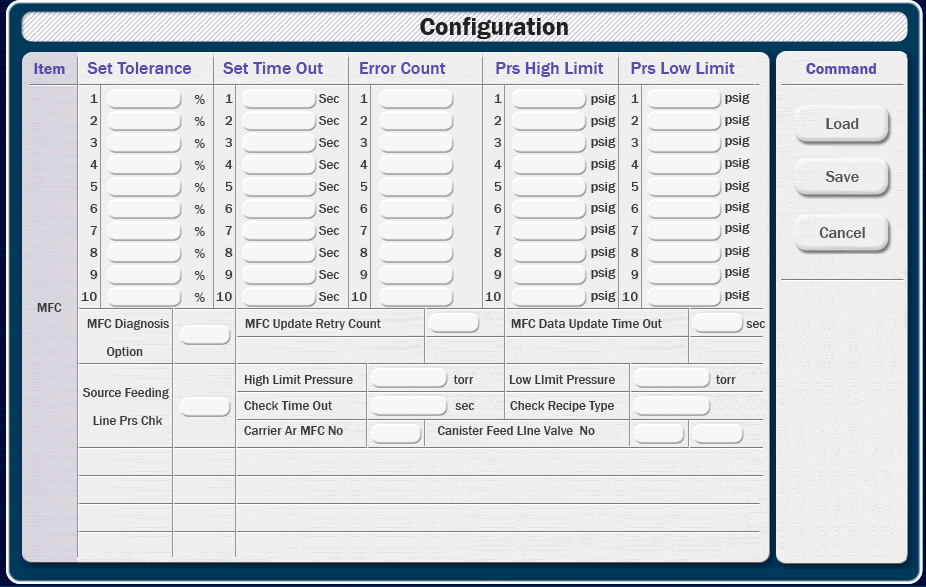 Configuration
Item Set Tolerance Set Time Out Error Count Prs High Limit Prs Low Limit Command
1 % 1 Sec 1 1 psig 1 psig
2 % 2 Sec 2 2 psig 2 psig
Load
3 % 3 Sec 3 3 psig 3 psig
4 % 4 Sec 4 4 psig 4 psig
5 % 5 Sec 5 5 psig 5 psig
Save
6 % 6 Sec 6 6 psig 6 psig
7 % 7 Sec 7 7 psig 7 psig
Cancel
8 % 8 Sec 8 8 psig 8 psig
9 % 9 Sec 9 9 psig 9 psig
10 % 10 Sec 10 10 psig 10 psig
MFC
MFC Diagnosis MFC Update Retry Count MFC Data Update Time Out sec
Option
High Limit Pressure torr Low LImit Pressure torr
Source Feeding
Check Time Out sec Check Recipe Type
Line Prs Chk
Carrier Ar MFC No Canister Feed LIne Valve No